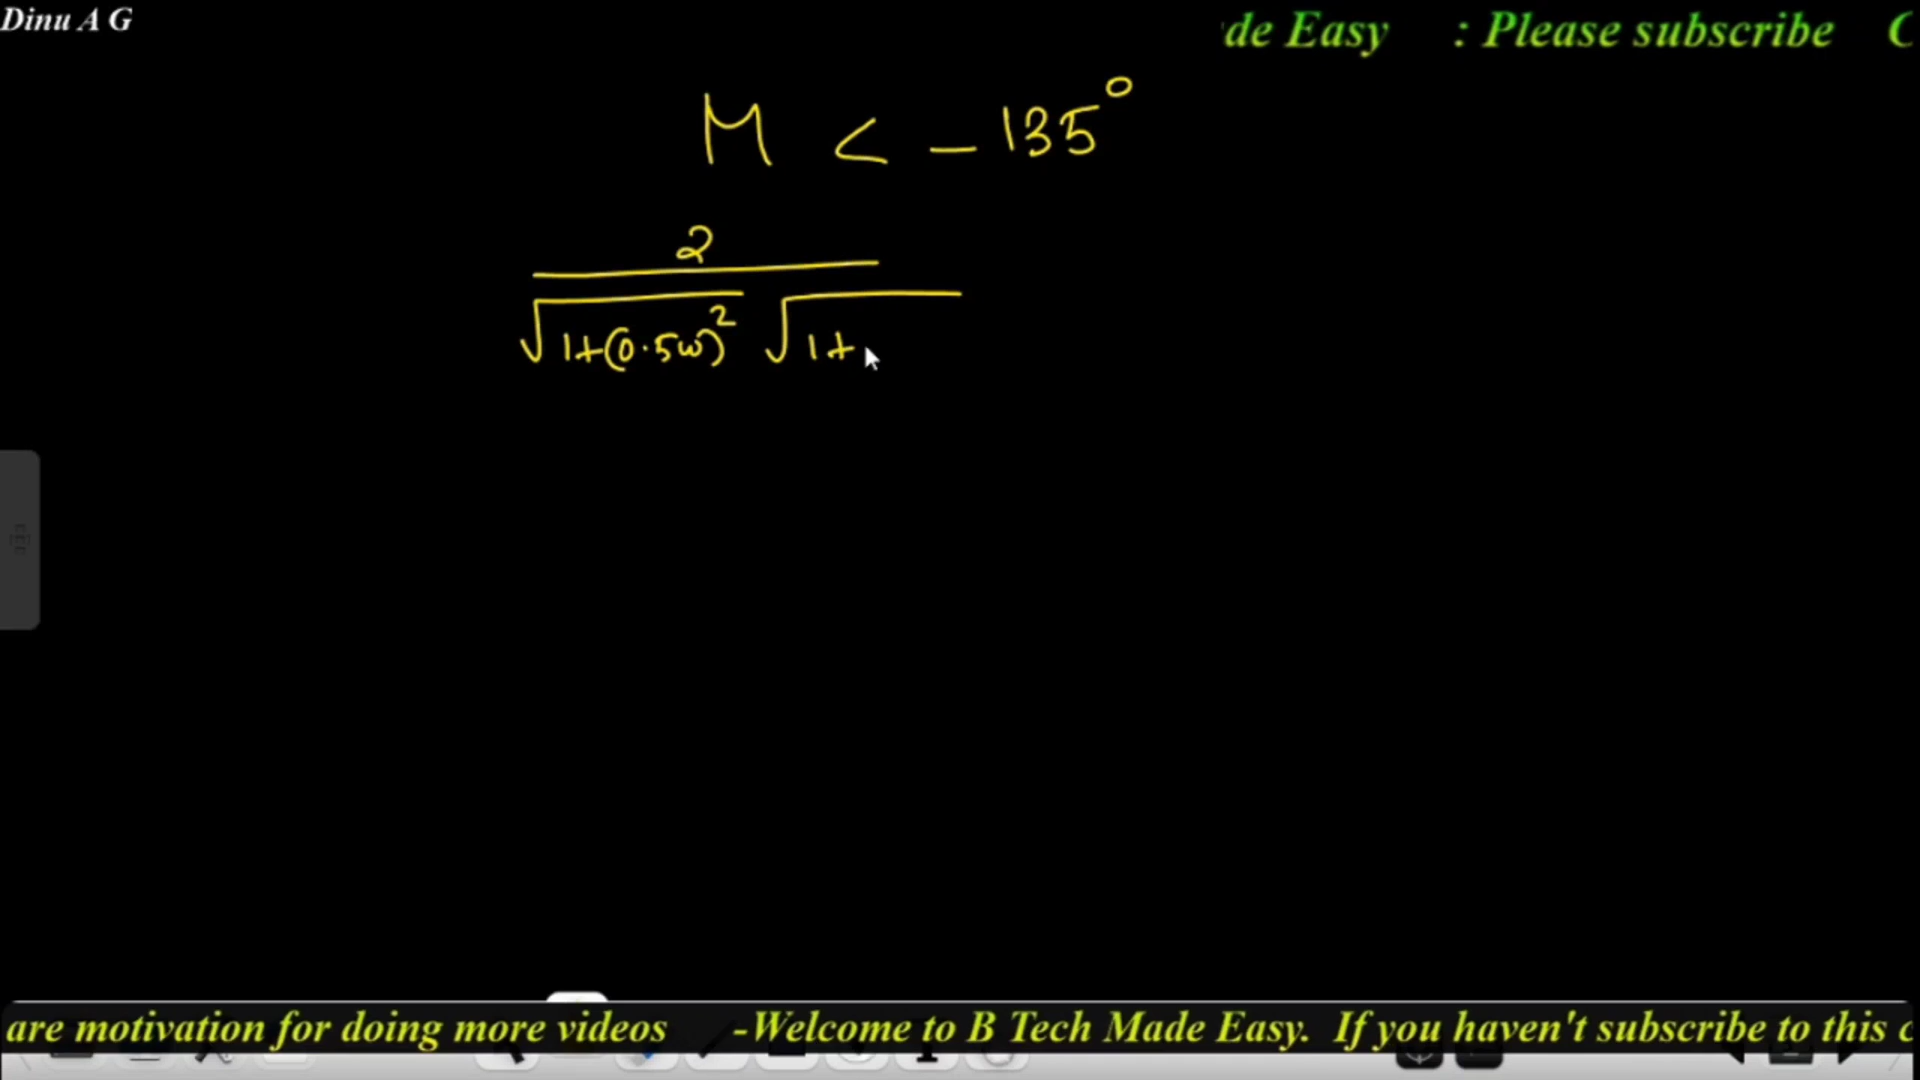 Dinu A G
de Easy : Please subscribe C
M < - 135°
2
√1+(0.5ω)² √1+
are motivation for doing more videos -Welcome to B Tech Made Easy. If you haven't subscribe to this c